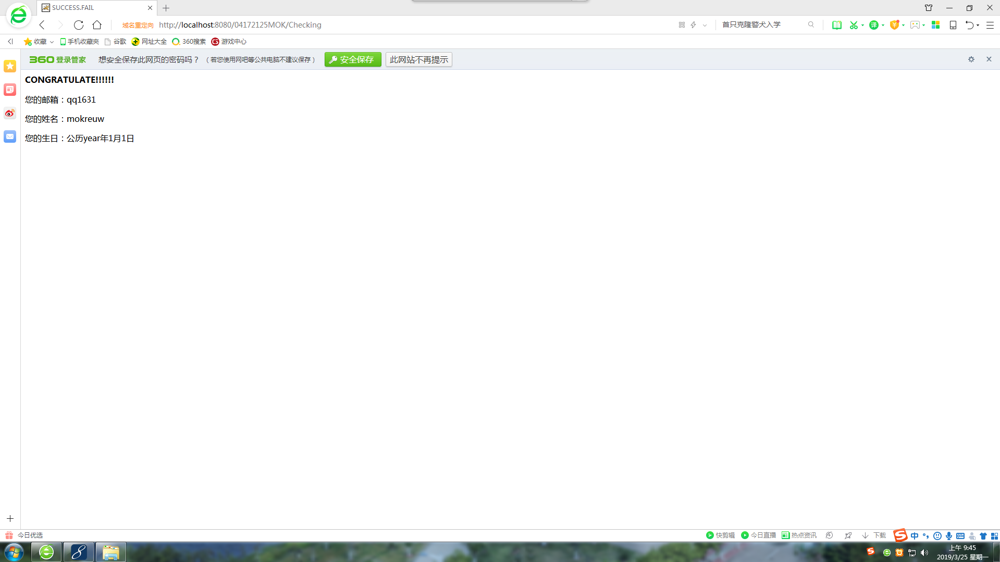 SUCCESS.FAIL
域名重定向 http://localhost:8080/04172125MOK/Checking
首只克隆警犬入学
译
收藏 手机收藏夹 谷歌 网址大全 360搜索 游戏中心
360 登录管家 想安全保存此网页的密码吗？ （若您使用网吧等公共电脑不建议保存） 安全保存 此网站不再提示
CONGRATULATE!!!!!!
您的邮箱：qq1631
您的姓名：mokreuw
您的生日：公历year年1月1日
今日优选 快剪辑 今日直播 热点资讯 下载 中
上午 9:45
2019/3/25 星期一